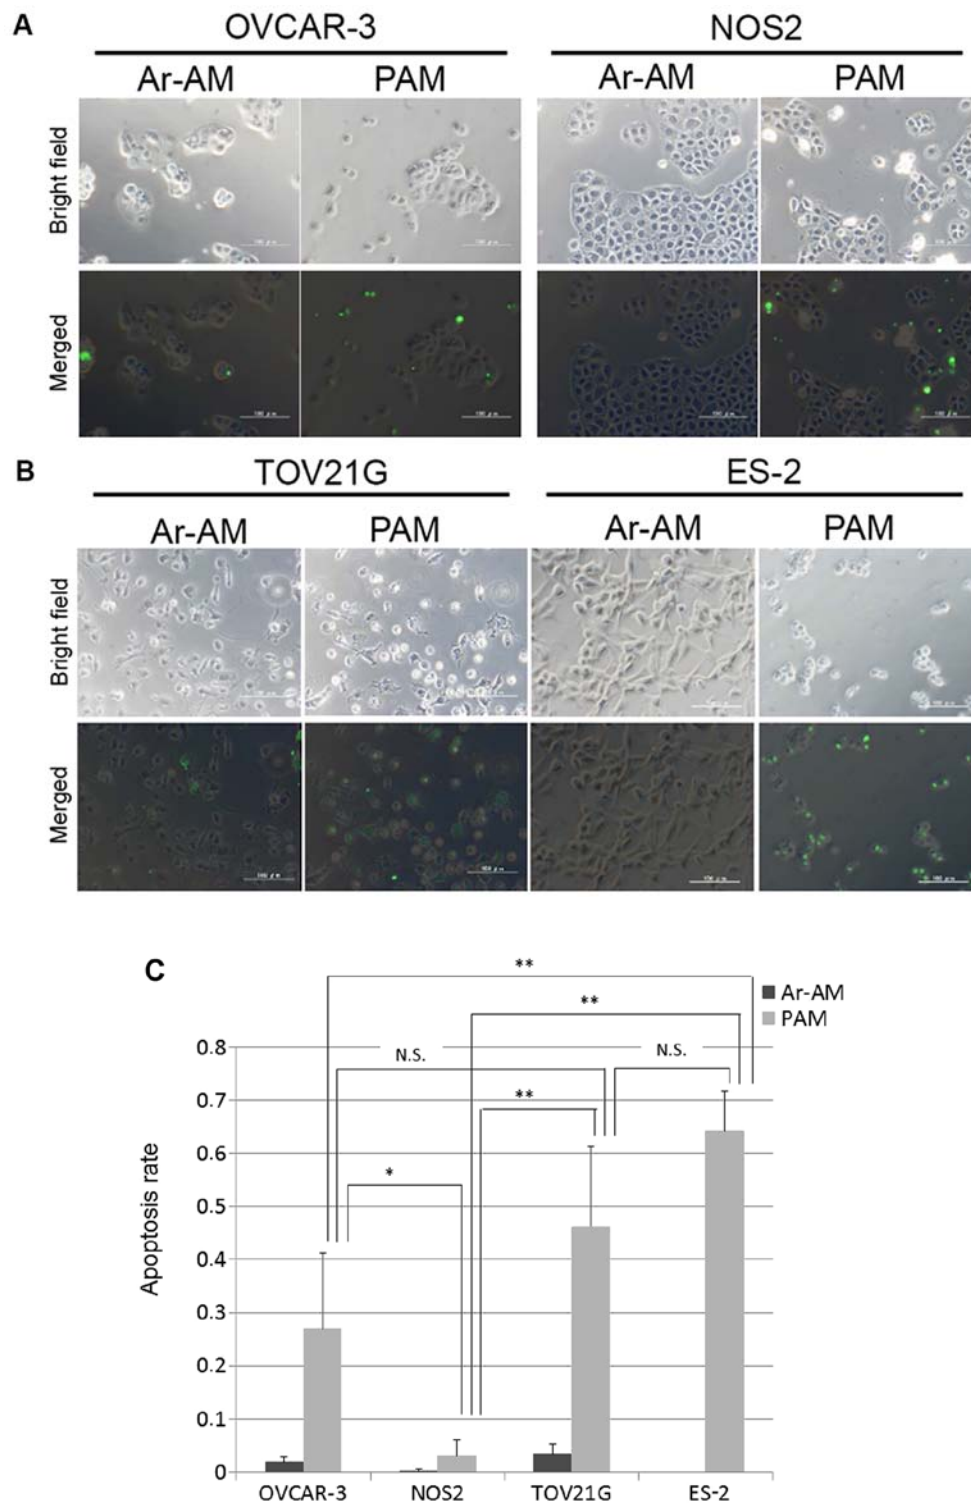 A
OVCAR-3 NOS2
Ar-AM PAM Ar-AM PAM
Bright field
Merged
B
TOV21G ES-2
Ar-AM PAM Ar-AM PAM
Bright field
Merged
C
**
Ar-AM
PAM
**
N.S. N.S.
**
*
Apoptosis rate
0.8
0.7
0.6
0.5
0.4
0.3
0.2
0.1
0
OVCAR-3 NOS2 TOV21G ES-2